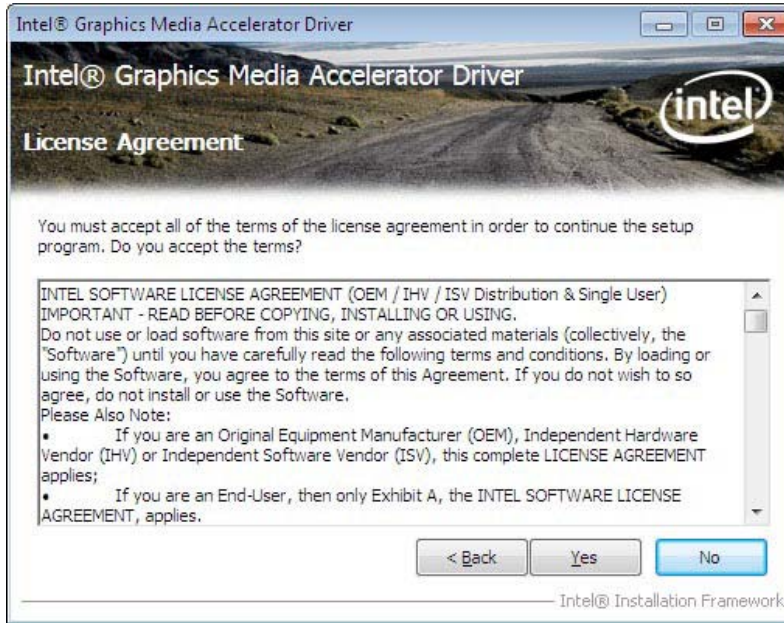 Intel® Graphics Media Accelerator Driver
Intel® Graphics Media Accelerator Driver
intel
License Agreement
You must accept all of the terms of the license agreement in order to continue the setup
program. Do you accept the terms?
INTEL SOFTWARE LICENSE AGREEMENT (OEM / IHV / ISV Distribution & Single User)
IMPORTANT - READ BEFORE COPYING, INSTALLING OR USING.
Do not use or load software from this site or any associated materials (collectively, the
"Software") until you have carefully read the following terms and conditions. By loading or
using the Software, you agree to the terms of this Agreement. If you do not wish to so
agree, do not install or use the Software.
Please Also Note:
• If you are an Original Equipment Manufacturer (OEM), Independent Hardware
Vendor (IHV) or Independent Software Vendor (ISV), this complete LICENSE AGREEMENT
applies;
• If you are an End-User, then only Exhibit A, the INTEL SOFTWARE LICENSE
AGREEMENT, applies.
< Back Yes No
Intel® Installation Framework